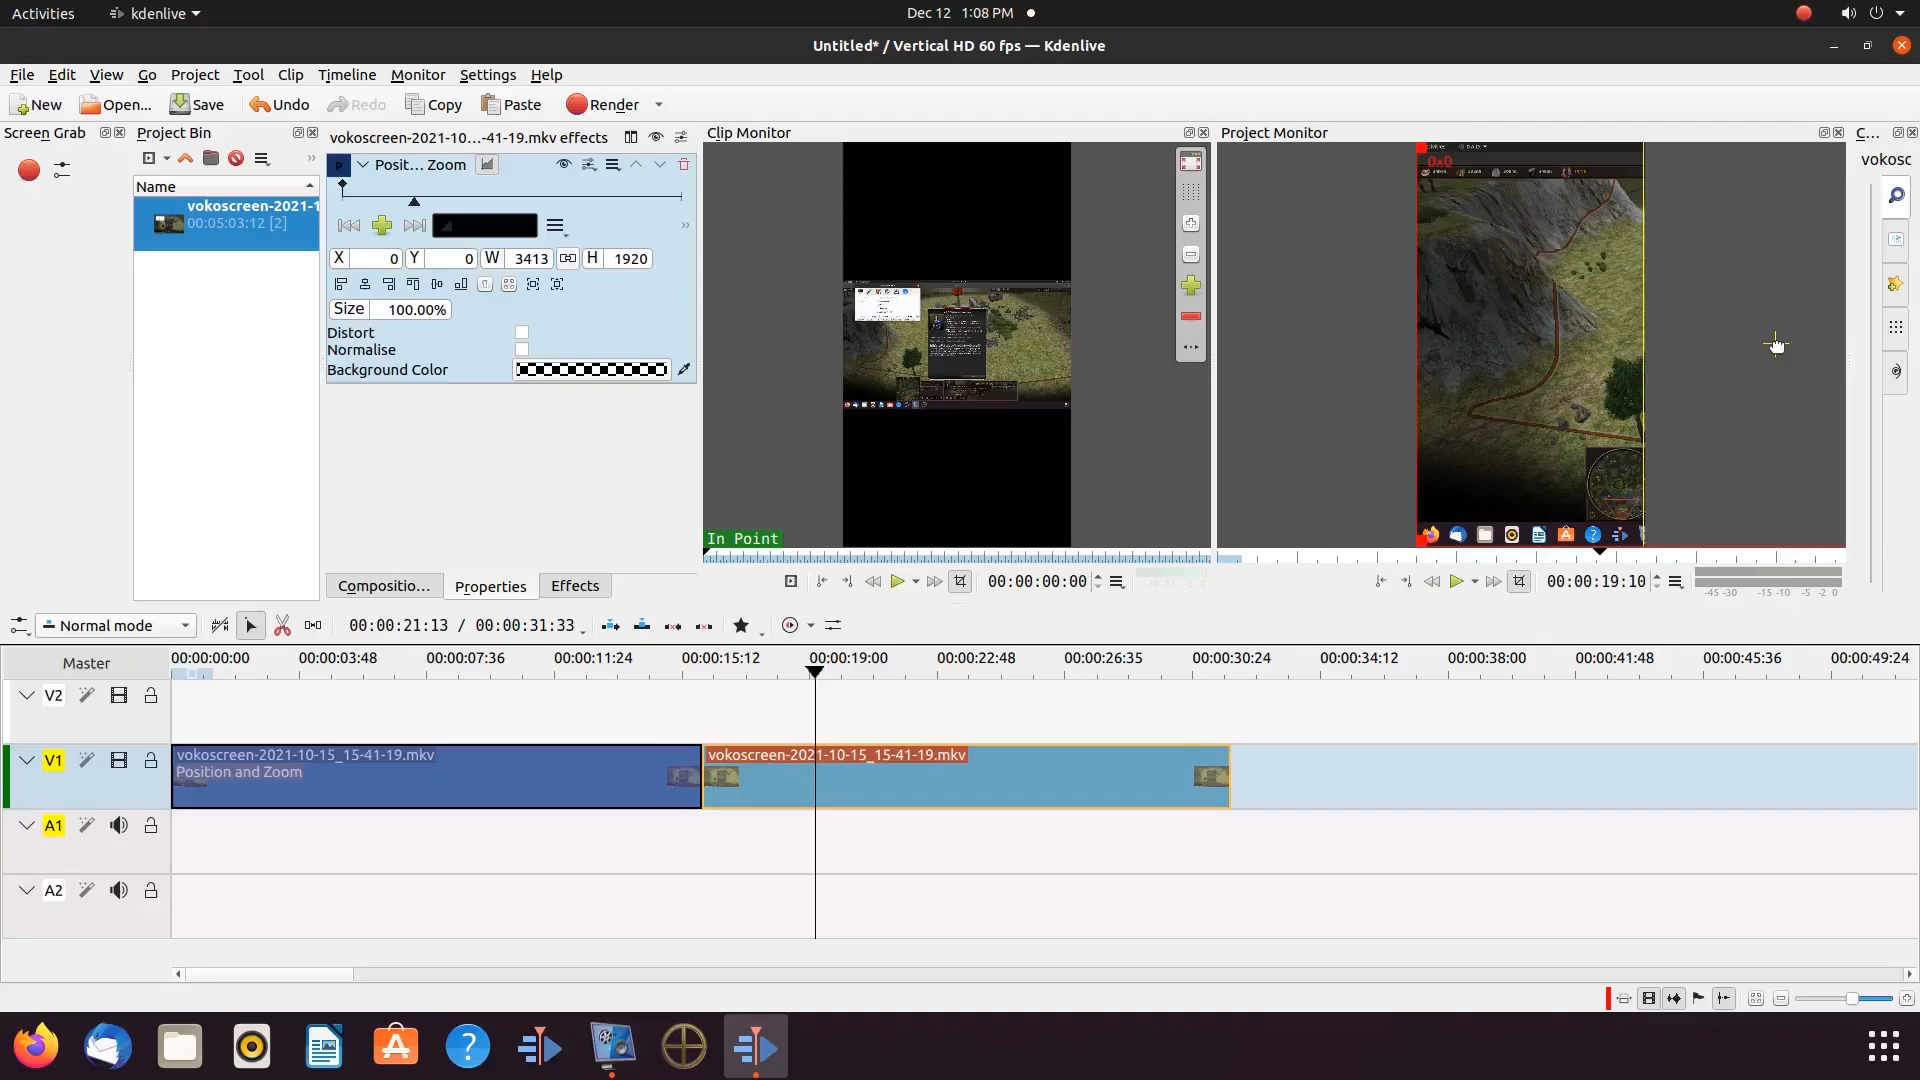 Activities
kdenlive
Dec 12 1:08 PM
Untitled* / Vertical HD 60 fps — Kdenlive
File Edit View Go Project Tool Clip Timeline Monitor Settings Help
New Open... Save Undo Redo Copy Paste Render
Screen Grab
Project Bin
vokoscreen-2021-10...-41-19.mkv effects
Clip Monitor
Project Monitor
C...
vokosc
Name
vokoscreen-2021-1
00:05:03:12 [2]
Posit... Zoom
X 0 Y 0 W 3413 H 1920
Size 100.00%
Distort
Normalise
Background Color
In Point
0x0
Compositio...
Properties
Effects
00:00:00:00
00:00:19:10
-45 -30 -15 -10 -5 -2 0
Normal mode
00:00:21:13 / 00:00:31:33
Master
00:00:00:00 00:00:03:48 00:00:07:36 00:00:11:24 00:00:15:12 00:00:19:00 00:00:22:48 00:00:26:35 00:00:30:24 00:00:34:12 00:00:38:00 00:00:41:48 00:00:45:36 00:00:49:24
V2
V1
vokoscreen-2021-10-15_15-41-19.mkv
Position and Zoom
vokoscreen-2021-10-15_15-41-19.mkv
A1
A2